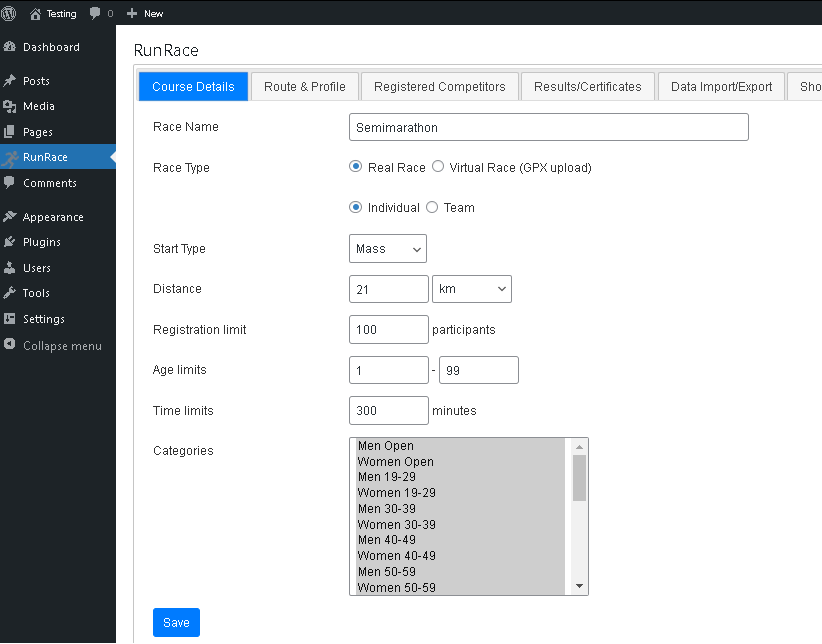 Testing 0 New
Dashboard
Posts
Media
Pages
RunRace
Comments
Appearance
Plugins
Users
Tools
Settings
Collapse menu
RunRace
Course Details Route & Profile Registered Competitors Results/Certificates Data Import/Export Sho
Race Name Semimarathon
Race Type Real Race Virtual Race (GPX upload)
Individual Team
Start Type Mass
Distance 21 km
Registration limit 100 participants
Age limits 1 - 99
Time limits 300 minutes
Categories Men Open
Women Open
Men 19-29
Women 19-29
Men 30-39
Women 30-39
Men 40-49
Women 40-49
Men 50-59
Women 50-59
Save